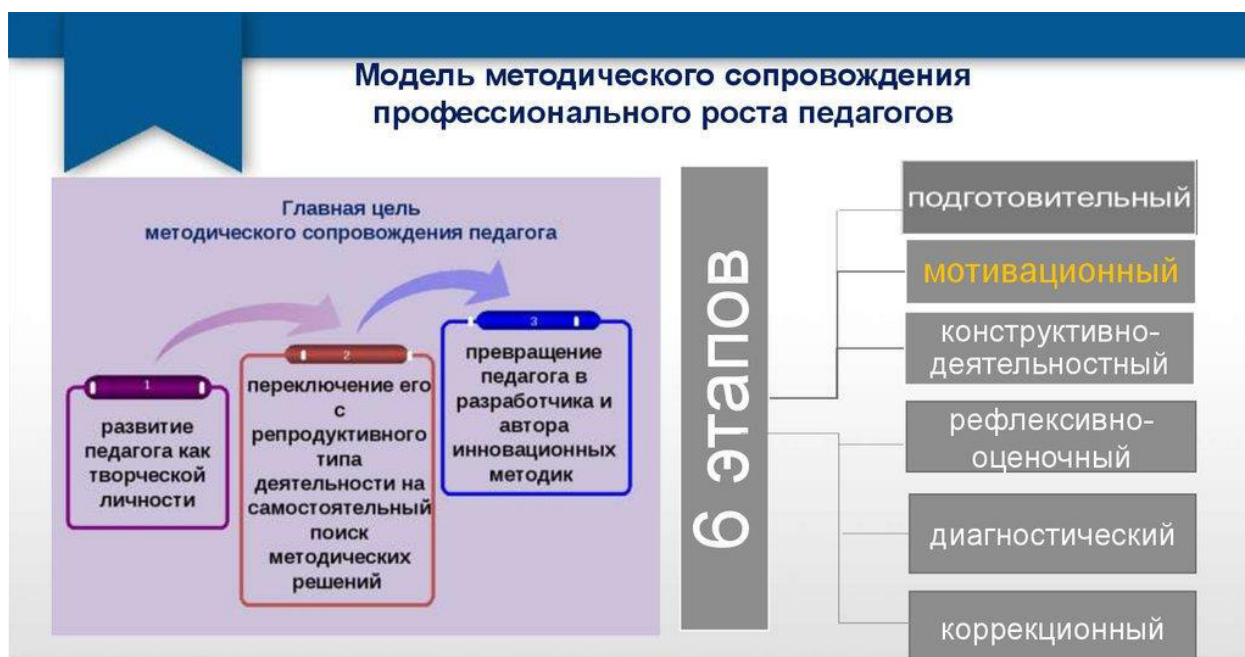 Модель методического сопровождения
профессионального роста педагогов
Главная цель
методического сопровождения педагога
1
развитие
педагога как
творческой
личности
2
переключение его
с
репродуктивного
типа
деятельности на
самостоятельный
поиск
методических
решений
3
превращение
педагога в
разработчика и
автора
инновационных
методик
6 этапов
подготовительный
мотивационный
конструктивно-
деятельностный
рефлексивно-
оценочный
диагностический
коррекционный